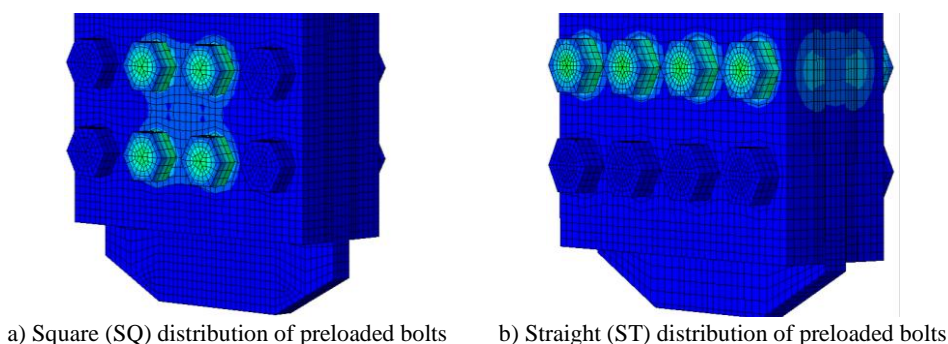 a) Square (SQ) distribution of preloaded bolts
b) Straight (ST) distribution of preloaded bolts